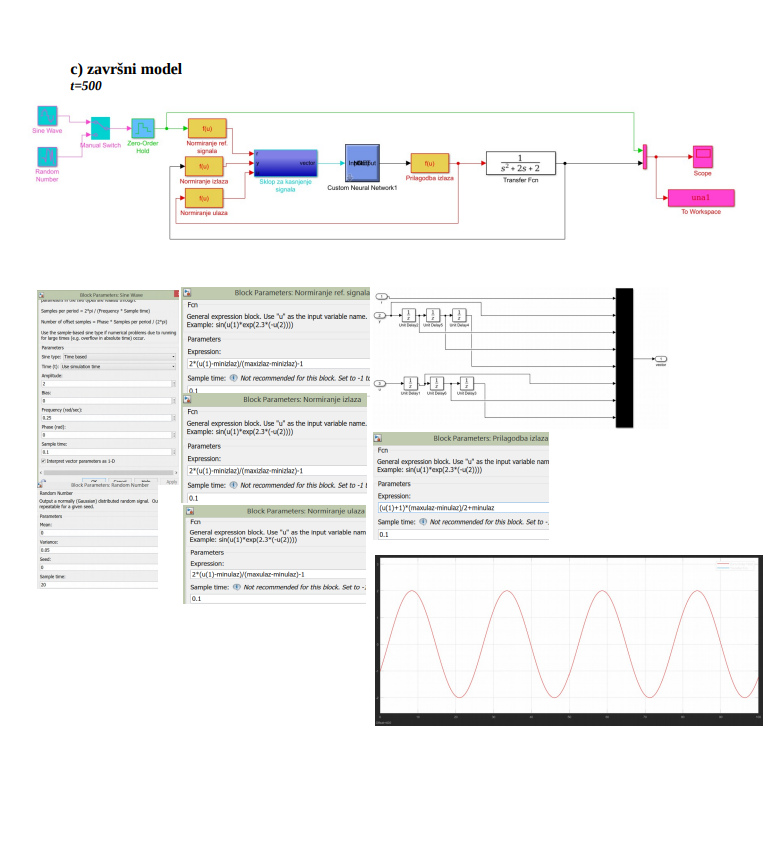 c) završni model
t=500
Sine Wave
Random
Number
Manual Switch
Zero-Order
Hold
f(u)
Normiranje ref.
signala
f(u)
Normiranje izlaza
f(u)
Normiranje ulaza
vector
Sklop za kasnjenje
signala
Custom Neural Network1
f(u)
Prilagodba izlaza
1
s² + 2s + 2
Transfer Fcn
Scope
una1
To Workspace
Block Parameters: Sine Wave
Samples per period = 2*pi / (Frequency * Sample time)
Number of offset samples = Phase * Samples per period / (2*pi)
Use the sample-based sine type if numerical problems due to running
for large times (e.g. overflow in absolute time) occur.
Parameters
Sine type: Time based
Time (t): Use simulation time
Amplitude:
2
Bias:
0
Frequency (rad/sec):
0.25
Phase (rad):
0
Sample time:
0.1
Interpret vector parameters as 1-D
Apply
Block Parameters: Random Number
Random Number
Output a normally (Gaussian) distributed random signal. Ou
repeatable for a given seed.
Parameters
Mean:
0
Variance:
0.05
Seed:
0
Sample time:
20
Block Parameters: Normiranje ref. signala
Fcn
General expression block. Use "u" as the input variable name.
Example: sin(u(1)*exp(2.3*(-u(2))))
Parameters
Expression:
2*(u(1)-minizlaz)/(maxizlaz-minizlaz)-1
Sample time: Not recommended for this block. Set to -1 t
0.1
Block Parameters: Normiranje izlaza
Fcn
General expression block. Use "u" as the input variable name.
Example: sin(u(1)*exp(2.3*(-u(2))))
Parameters
Expression:
2*(u(1)-minizlaz)/(maxizlaz-minizlaz)-1
Sample time: Not recommended for this block. Set to -1 t
0.1
Block Parameters: Normiranje ulaza
Fcn
General expression block. Use "u" as the input variable name
Example: sin(u(1)*exp(2.3*(-u(2))))
Parameters
Expression:
2*(u(1)-minulaz)/(maxulaz-minulaz)-1
Sample time: Not recommended for this block. Set to -
0.1
Unit Delay2
Unit Delay3
Unit Delay4
Unit Delay1
Unit Delay6
vector
Block Parameters: Prilagodba izlaza
Fcn
General expression block. Use "u" as the input variable nam
Example: sin(u(1)*exp(2.3*(-u(2))))
Parameters
Expression:
(u(1)+1)*(maxulaz-minulaz)/2+minulaz
Sample time: Not recommended for this block. Set to -
0.1